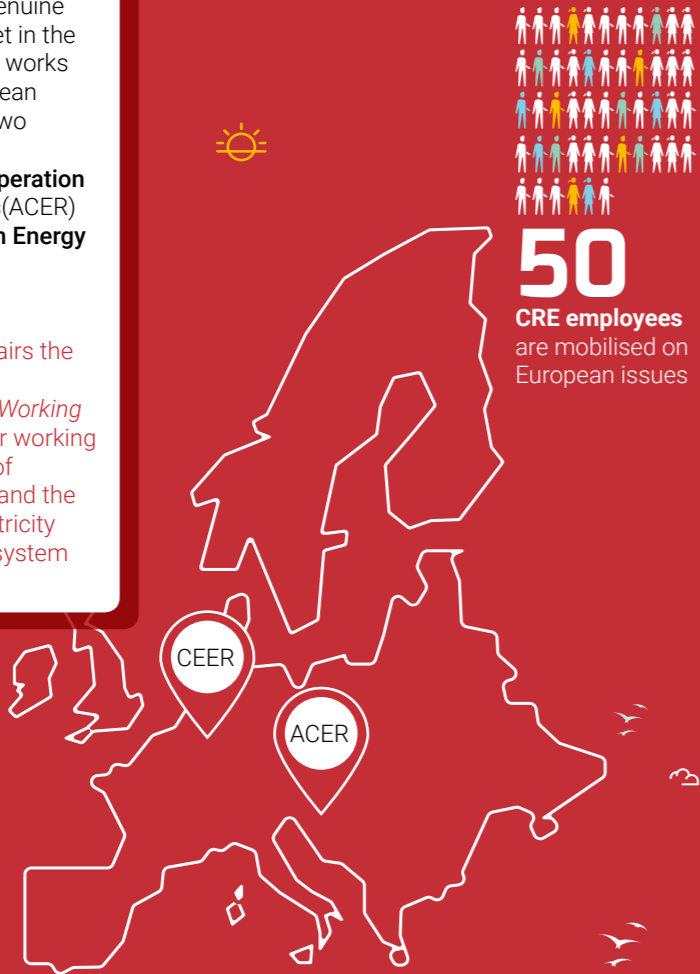 enuine
et in the
works
ean
wo
peration
(ACER)
n Energy
airs the
Working
r working
of
and the
tricity
system
50
CRE employees
are mobilised on
European issues
CEER
ACER